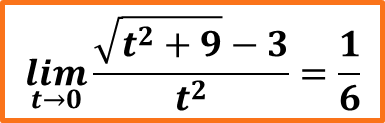 lim t→0 (√(t² + 9) − 3) / t² = 1/6